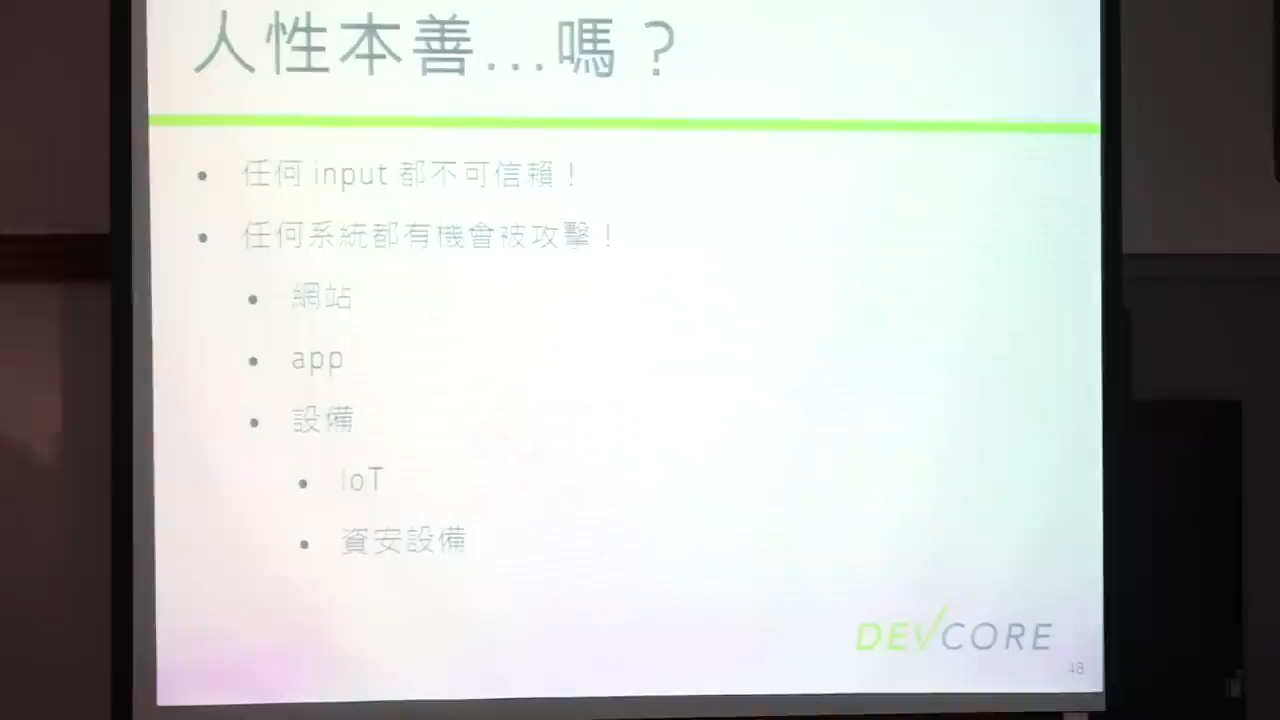 人性本善...嗎？
• 任何 input 都不可信賴！
• 任何系統都有機會被攻擊！
• 網站
• app
• 設備
• IoT
• 資安設備
DEVCORE
48